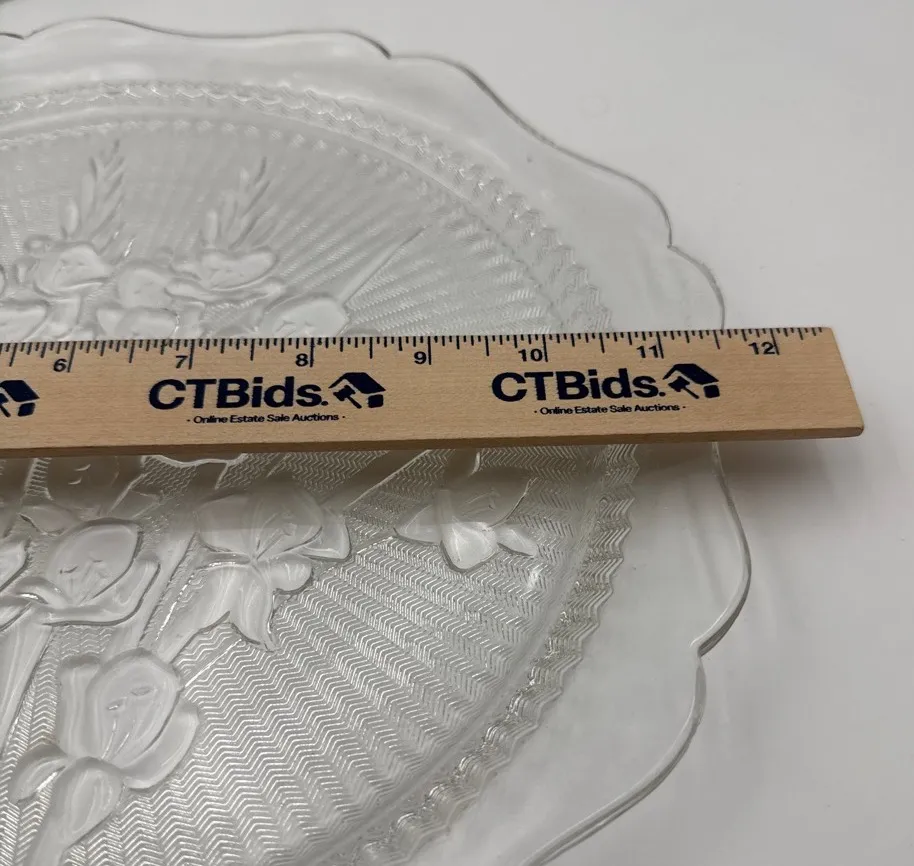 6 7 8 9 10 11 12
CTBids. CTBids.
· Online Estate Sale Auctions · · Online Estate Sale Auctions ·